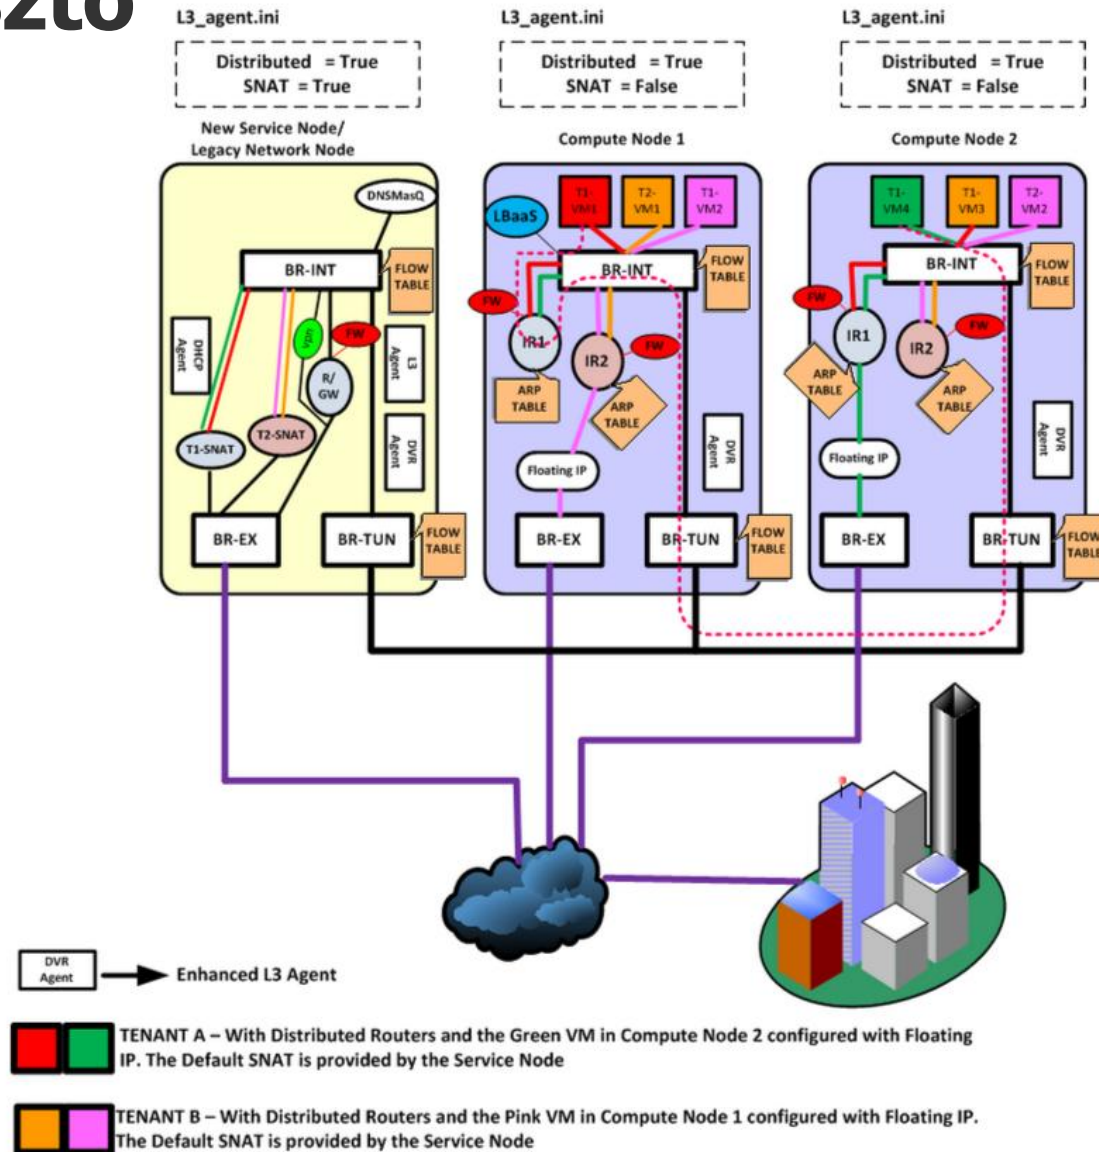 szto
L3_agent.ini
Distributed = True
SNAT = True
New Service Node/
Legacy Network Node
DNSMasQ
BR-INT
FLOW
TABLE
DHCP
Agent
vpn
FW
L3
Agent
R/
GW
T1-SNAT
T2-SNAT
DVR
Agent
BR-EX
BR-TUN
FLOW
TABLE
L3_agent.ini
Distributed = True
SNAT = False
Compute Node 1
LBaaS
T1-
VM1
T2-
VM1
T1-
VM2
BR-INT
FLOW
TABLE
FW
IR1
IR2
FW
ARP
TABLE
ARP
TABLE
Floating IP
DVR
Agent
BR-EX
BR-TUN
FLOW
TABLE
L3_agent.ini
Distributed = True
SNAT = False
Compute Node 2
T1-
VM4
T1-
VM3
T2-
VM2
BR-INT
FLOW
TABLE
FW
IR1
IR2
FW
ARP
TABLE
ARP
TABLE
Floating IP
DVR
Agent
BR-EX
BR-TUN
FLOW
TABLE
DVR
Agent
Enhanced L3 Agent
TENANT A – With Distributed Routers and the Green VM in Compute Node 2 configured with Floating
IP. The Default SNAT is provided by the Service Node
TENANT B – With Distributed Routers and the Pink VM in Compute Node 1 configured with Floating IP.
The Default SNAT is provided by the Service Node